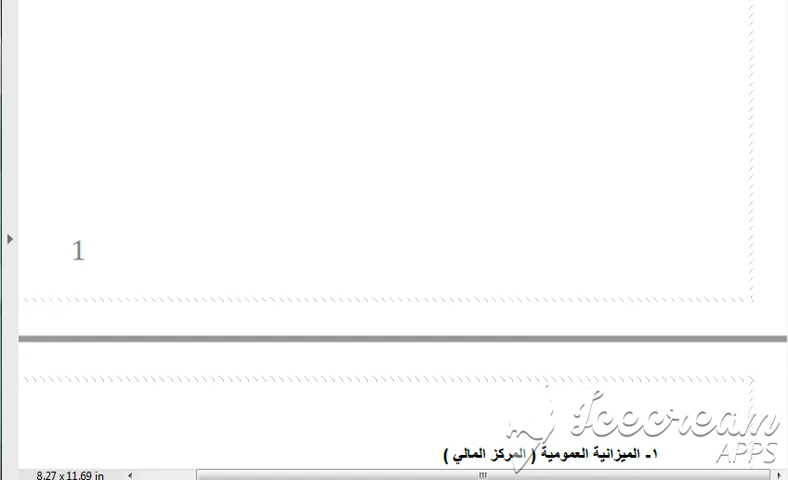 1
Icecream
APPS
١- الميزانية العمومية ( المركز المالي )
8.27 x 11.69 in